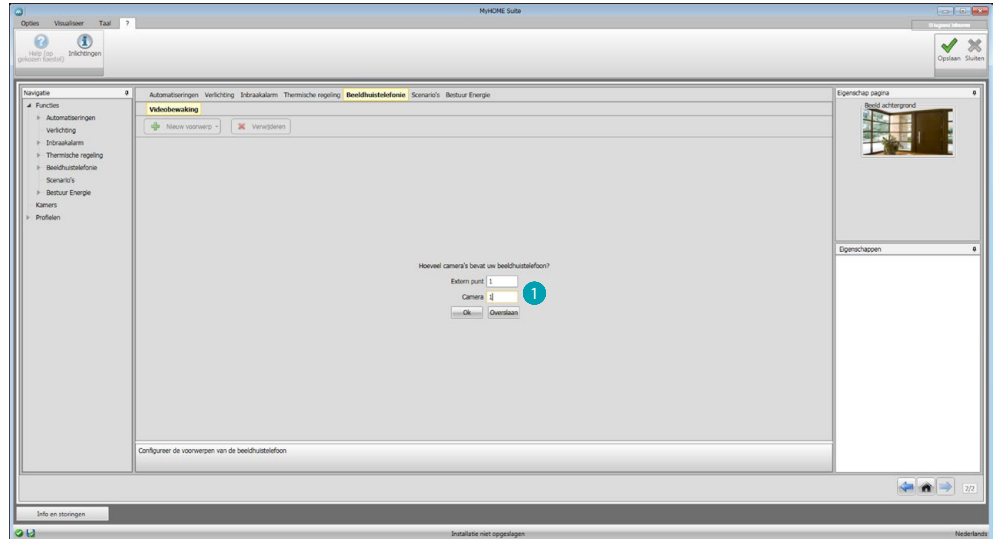 MyHOME Suite
Opties Visualiseer Taal ?
Help (op gekozen toestel)
Inlichtingen
Opslaan Sluiten
Navigatie
Functies
Automatiseringen
Verlichting
Inbraakalarm
Thermische regeling
Beeldhuistelefonie
Scenario's
Bestuur Energie
Kamers
Profielen
Automatiseringen Verlichting Inbraakalarm Thermische regeling Beeldhuistelefonie Scenario's Bestuur Energie
Videobewaking
Nieuw voorwerp Verwijderen
Hoeveel camera's bevat uw beeldhuistelefoon?
Extern punt 1
Camera 1
1
Ok Overslaan
Configureer de voorwerpen van de beeldhuistelefoon
Eigenschap pagina
Beeld achtergrond
Eigenschappen
2/2
Info en storingen
Installatie niet opgeslagen
Nederlands